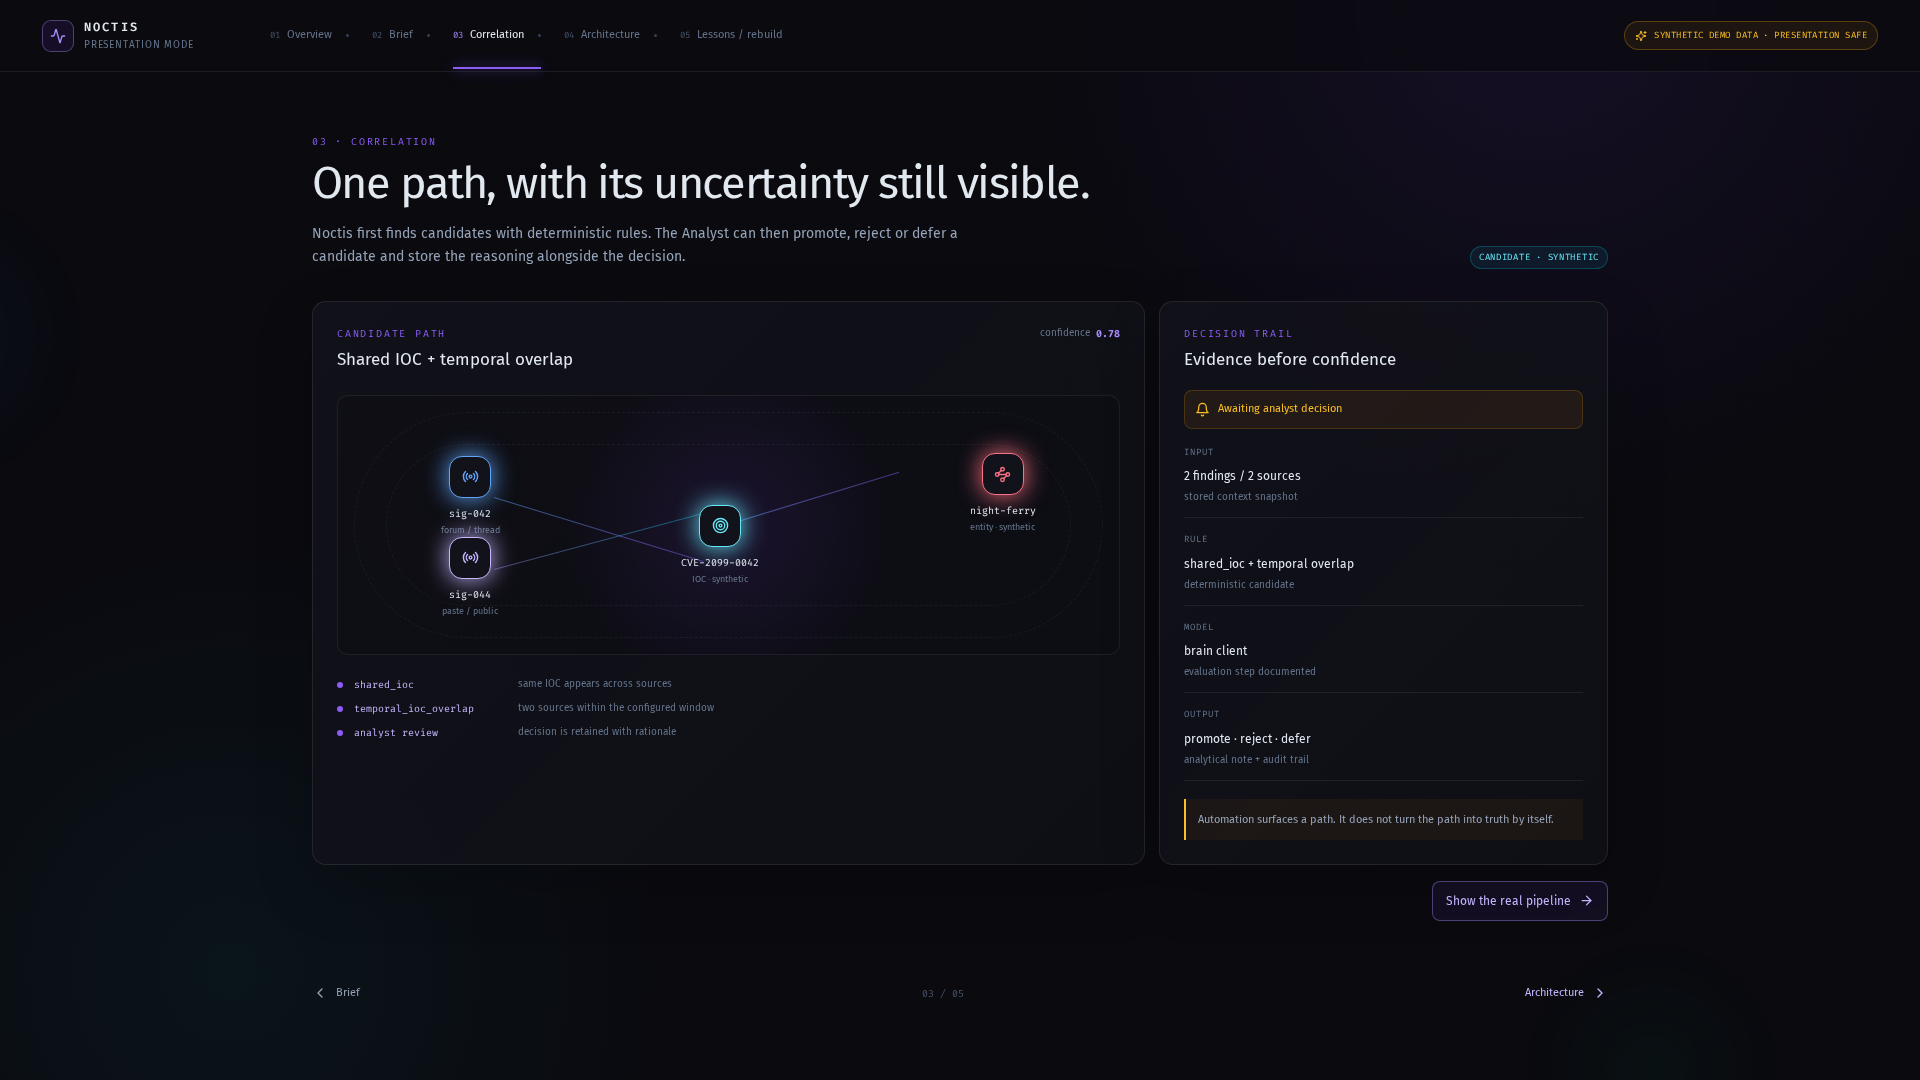 NOCTIS
PRESENTATION MODE
01 Overview
02 Brief
03 Correlation
04 Architecture
05 Lessons / rebuild
SYNTHETIC DEMO DATA · PRESENTATION SAFE
03 · CORRELATION
One path, with its uncertainty still visible.
Noctis first finds candidates with deterministic rules. The Analyst can then promote, reject or defer a
candidate and store the reasoning alongside the decision.
CANDIDATE · SYNTHETIC
CANDIDATE PATH
confidence 0.78
Shared IOC + temporal overlap
sig-042
forum / thread
sig-044
paste / public
CVE-2099-0042
IOC · synthetic
night-ferry
entity · synthetic
shared_ioc
same IOC appears across sources
temporal_ioc_overlap
two sources within the configured window
analyst review
decision is retained with rationale
DECISION TRAIL
Evidence before confidence
Awaiting analyst decision
INPUT
2 findings / 2 sources
stored context snapshot
RULE
shared_ioc + temporal overlap
deterministic candidate
MODEL
brain client
evaluation step documented
OUTPUT
promote · reject · defer
analytical note + audit trail
Automation surfaces a path. It does not turn the path into truth by itself.
Show the real pipeline
Brief
03 / 05
Architecture